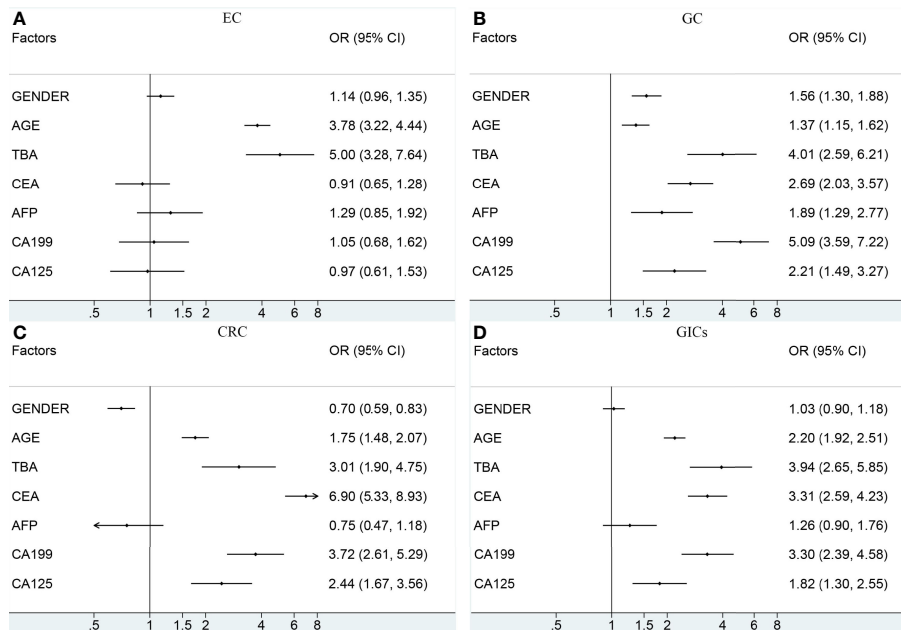 A
EC
Factors OR (95% CI)
GENDER 1.14 (0.96, 1.35)
AGE 3.78 (3.22, 4.44)
TBA 5.00 (3.28, 7.64)
CEA 0.91 (0.65, 1.28)
AFP 1.29 (0.85, 1.92)
CA199 1.05 (0.68, 1.62)
CA125 0.97 (0.61, 1.53)
.5 1 1.5 2 4 6 8
B
GC
Factors OR (95% CI)
GENDER 1.56 (1.30, 1.88)
AGE 1.37 (1.15, 1.62)
TBA 4.01 (2.59, 6.21)
CEA 2.69 (2.03, 3.57)
AFP 1.89 (1.29, 2.77)
CA199 5.09 (3.59, 7.22)
CA125 2.21 (1.49, 3.27)
.5 1 1.5 2 4 6 8
C
CRC
Factors OR (95% CI)
GENDER 0.70 (0.59, 0.83)
AGE 1.75 (1.48, 2.07)
TBA 3.01 (1.90, 4.75)
CEA 6.90 (5.33, 8.93)
AFP 0.75 (0.47, 1.18)
CA199 3.72 (2.61, 5.29)
CA125 2.44 (1.67, 3.56)
.5 1 1.5 2 4 6 8
D
GICs
Factors OR (95% CI)
GENDER 1.03 (0.90, 1.18)
AGE 2.20 (1.92, 2.51)
TBA 3.94 (2.65, 5.85)
CEA 3.31 (2.59, 4.23)
AFP 1.26 (0.90, 1.76)
CA199 3.30 (2.39, 4.58)
CA125 1.82 (1.30, 2.55)
.5 1 1.5 2 4 6 8